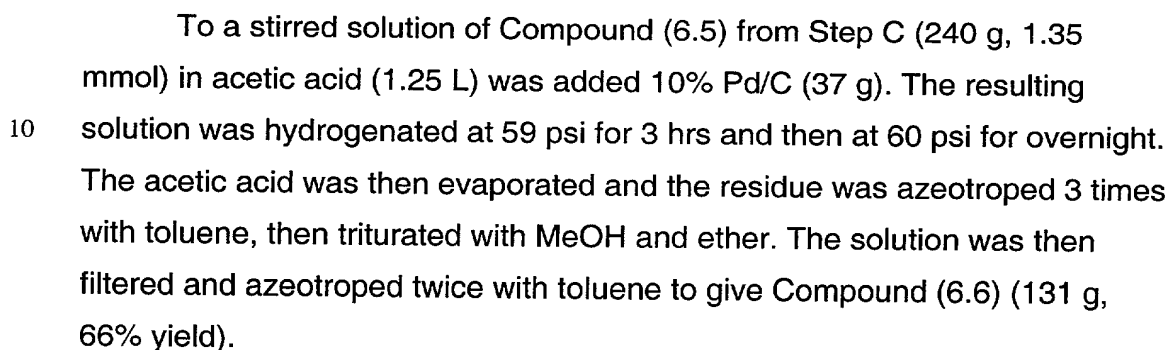 To a stirred solution of Compound (6.5) from Step C (240 g, 1.35
mmol) in acetic acid (1.25 L) was added 10% Pd/C (37 g). The resulting
10 solution was hydrogenated at 59 psi for 3 hrs and then at 60 psi for overnight.
The acetic acid was then evaporated and the residue was azeotroped 3 times
with toluene, then triturated with MeOH and ether. The solution was then
filtered and azeotroped twice with toluene to give Compound (6.6) (131 g,
66% yield).